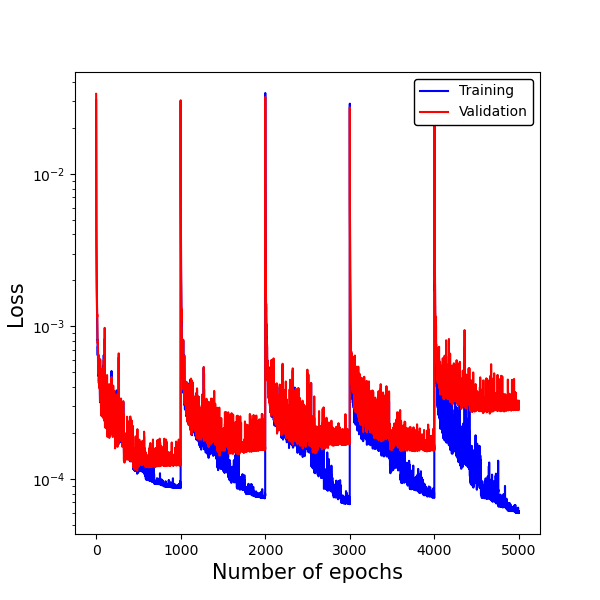 Training
Validation
Loss
10⁻²
10⁻³
10⁻⁴
0 1000 2000 3000 4000 5000
Number of epochs